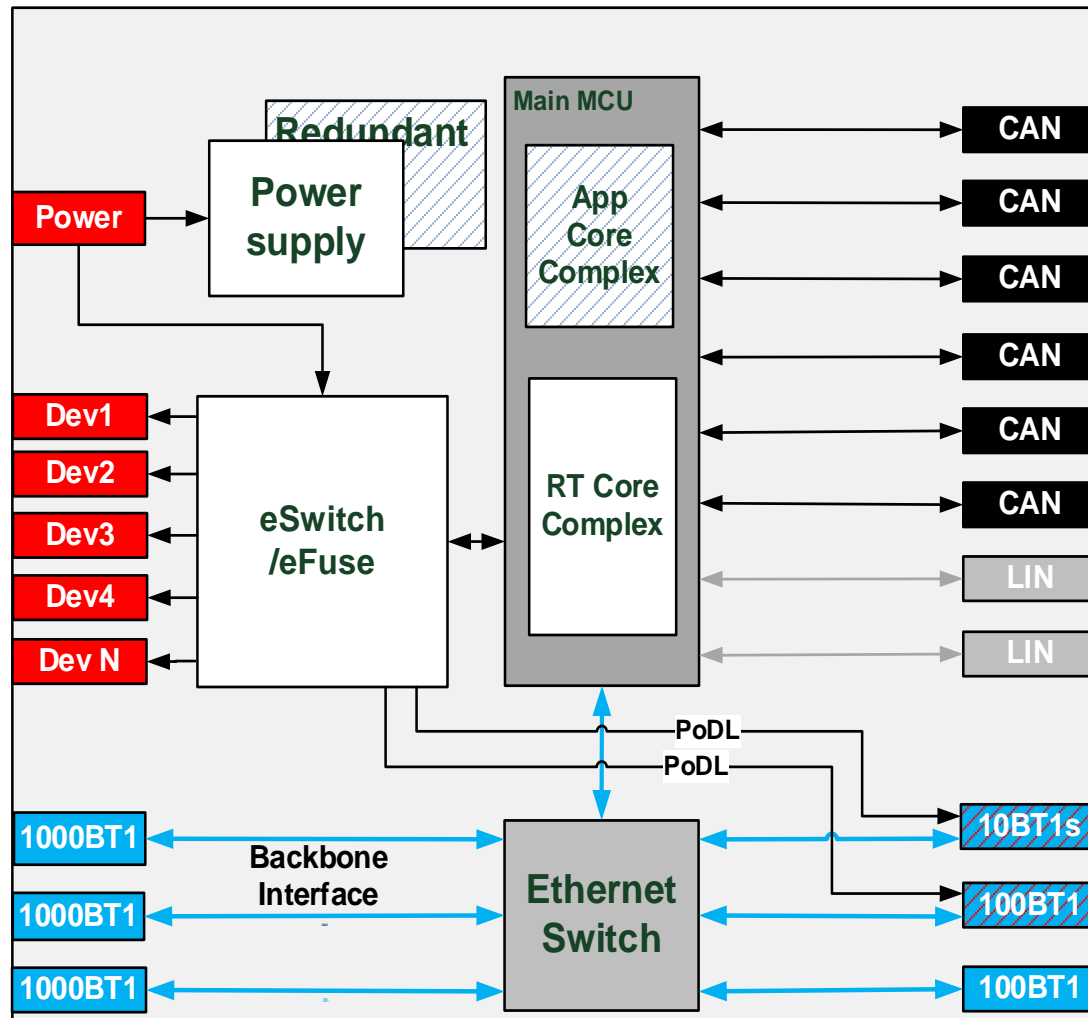 Main MCU
Redundant
Power
supply
Power
App
Core
Complex
CAN
CAN
CAN
CAN
CAN
CAN
LIN
LIN
Dev1
Dev2
Dev3
Dev4
Dev N
eSwitch
/eFuse
RT Core
Complex
PoDL
PoDL
1000BT1
1000BT1
1000BT1
Backbone
Interface
Ethernet
Switch
10BT1s
100BT1
100BT1